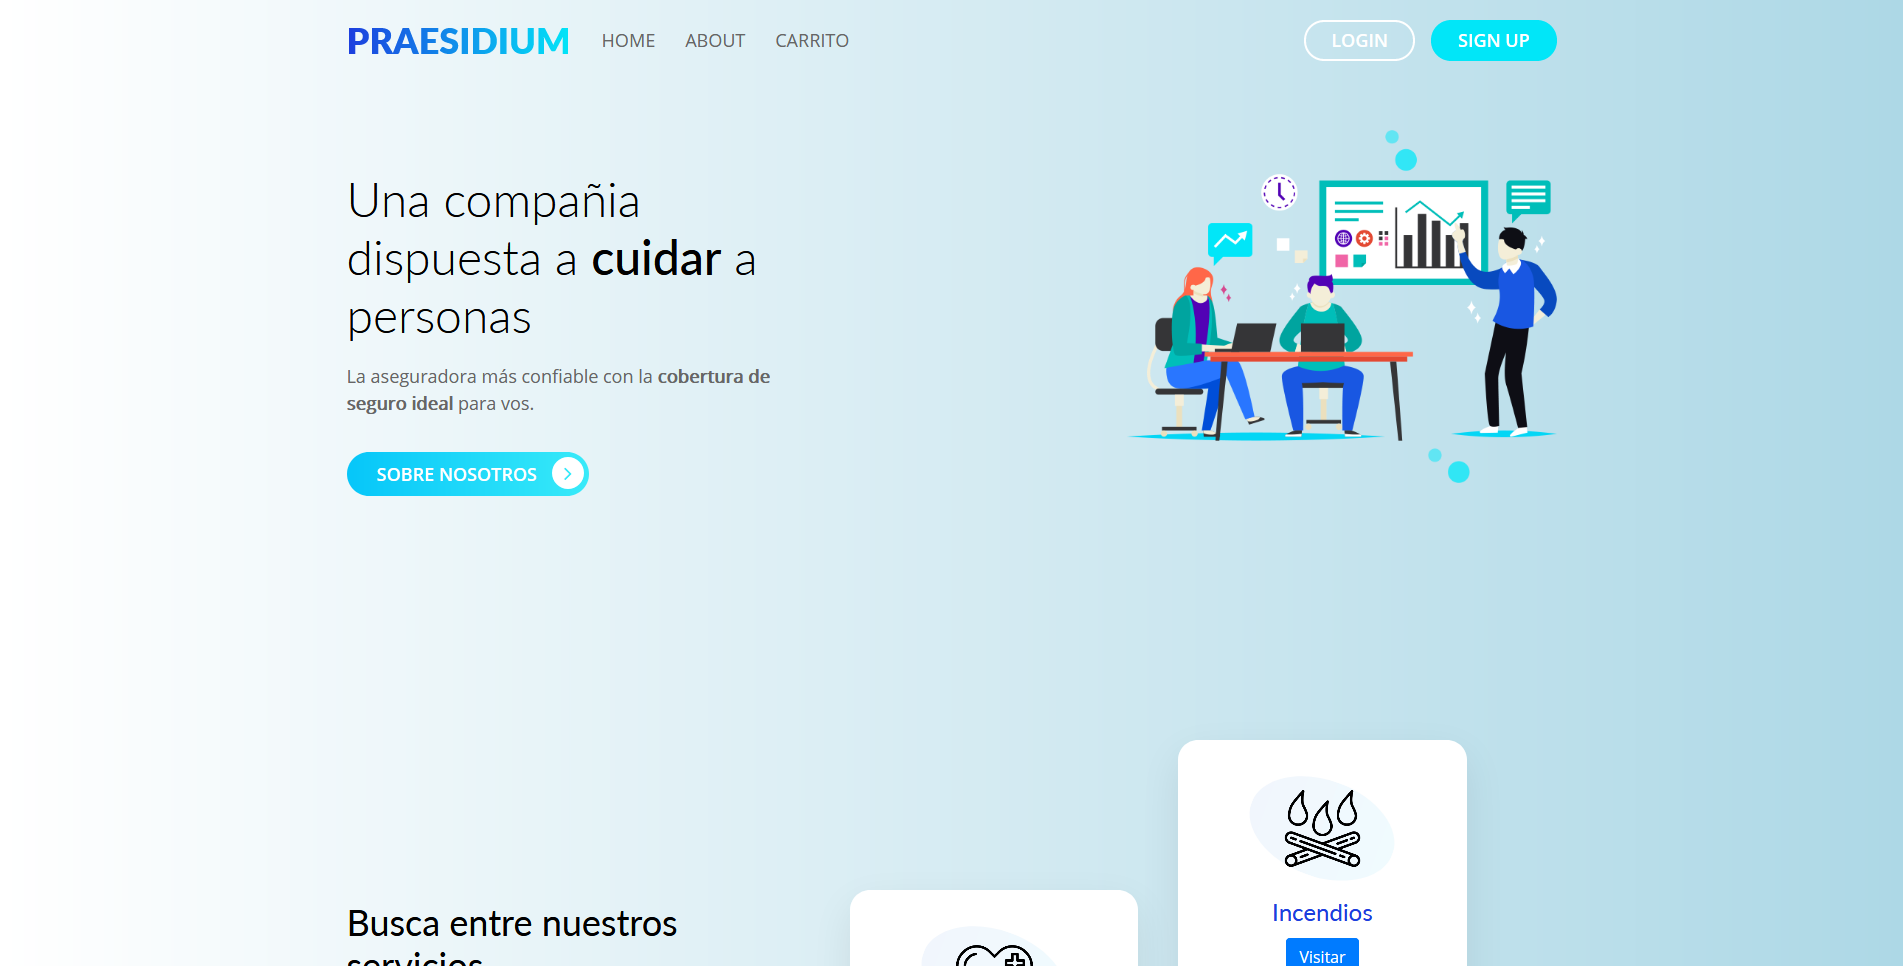 PRAESIDIUM HOME ABOUT CARRITO LOGIN SIGN UP
Una compañia
dispuesta a cuidar a
personas
La aseguradora más confiable con la cobertura de
seguro ideal para vos.
SOBRE NOSOTROS
Incendios
Visitar
Busca entre nuestros
servicios